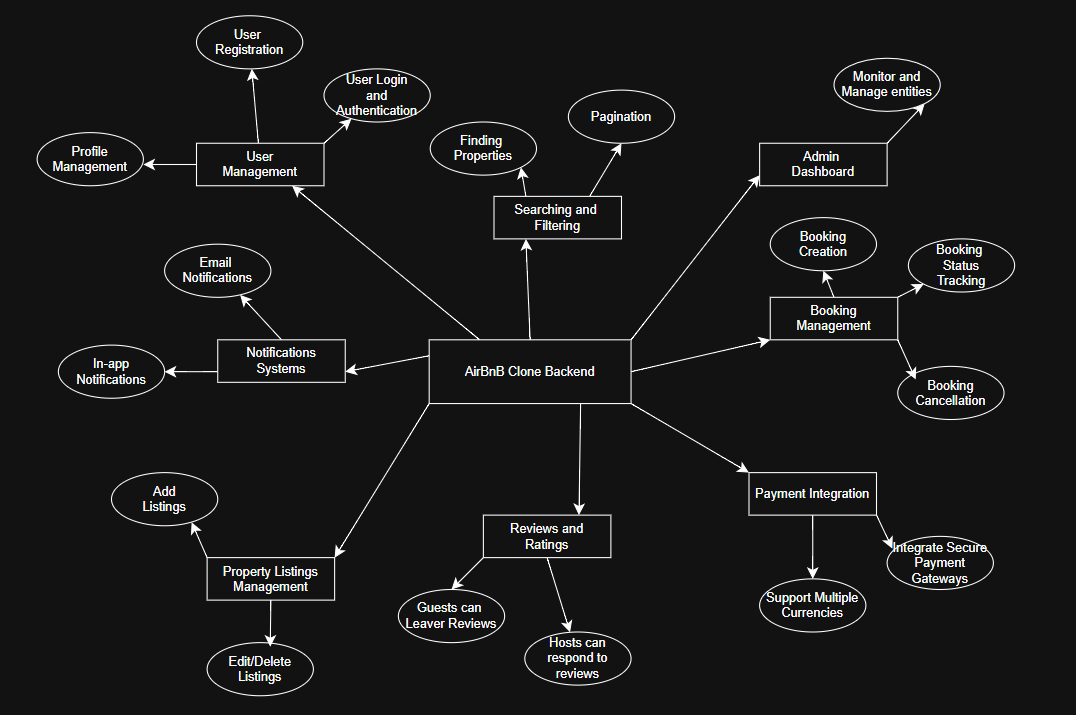 User
Registration
User Login
and
Authentication
Monitor and
Manage entities
Pagination
Finding
Properties
Profile
Management
User
Management
Admin
Dashboard
Searching and
Filtering
Booking
Creation
Booking
Status
Tracking
Email
Notifications
Booking
Management
Notifications
Systems
In-app
Notifications
AirBnB Clone Backend
Booking
Cancellation
Add
Listings
Payment Integration
Reviews and
Ratings
Integrate Secure
Payment
Gateways
Property Listings
Management
Support Multiple
Currencies
Guests can
Leaver Reviews
Hosts can
respond to
reviews
Edit/Delete
Listings